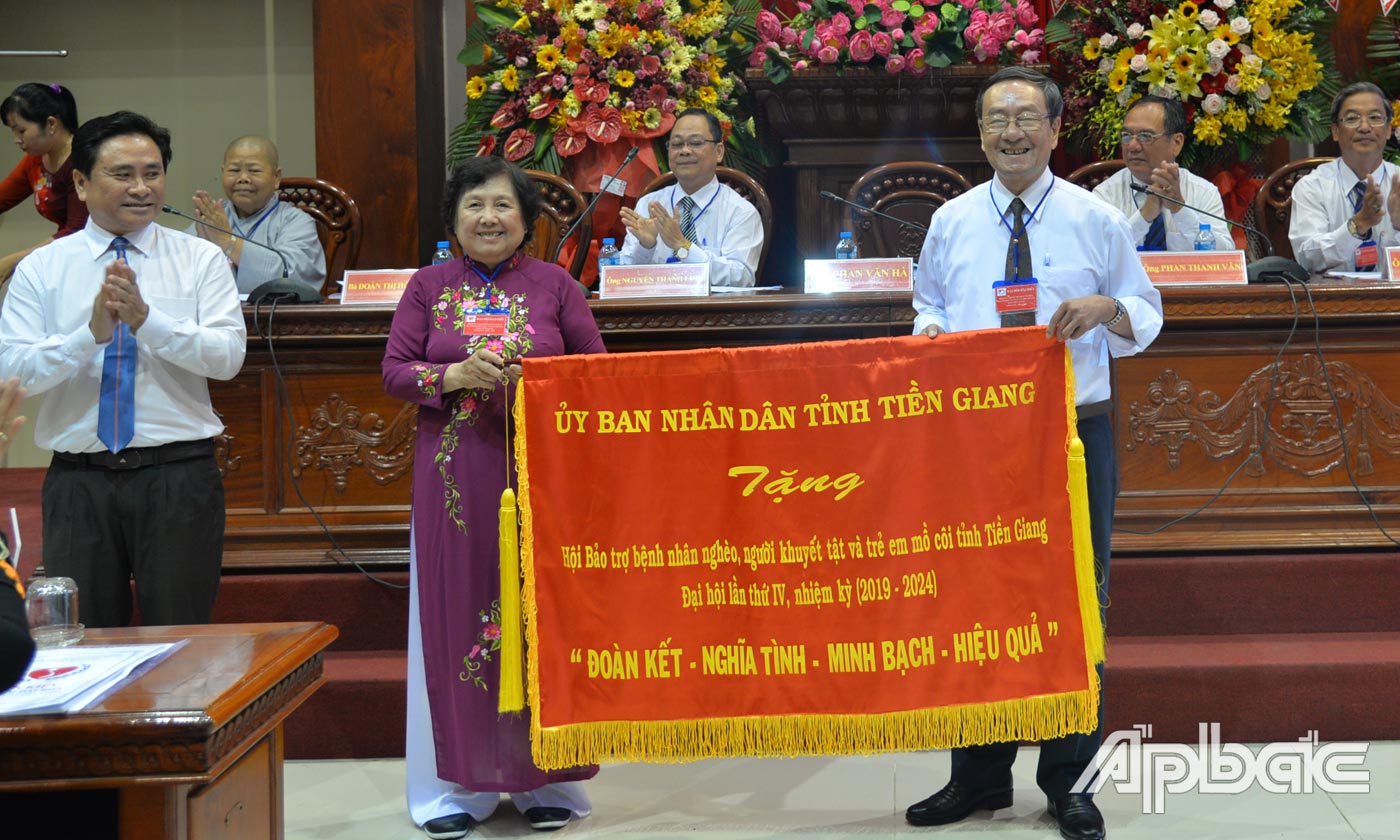 Bà ĐOÀN THỊ
Ông NGUYỄN THANH
PHAN VĂN HÀ
Ông PHAN THANH VÂN
ỦY BAN NHÂN DÂN TỈNH TIỀN GIANG
Tặng
Hội Bảo trợ bệnh nhân nghèo, người khuyết tật và trẻ em mồ côi tỉnh Tiền Giang
Đại hội lần thứ IV, nhiệm kỳ (2019 - 2024)
“ ĐOÀN KẾT - NGHĨA TÌNH - MINH BẠCH - HIỆU QUẢ ”
Apbac